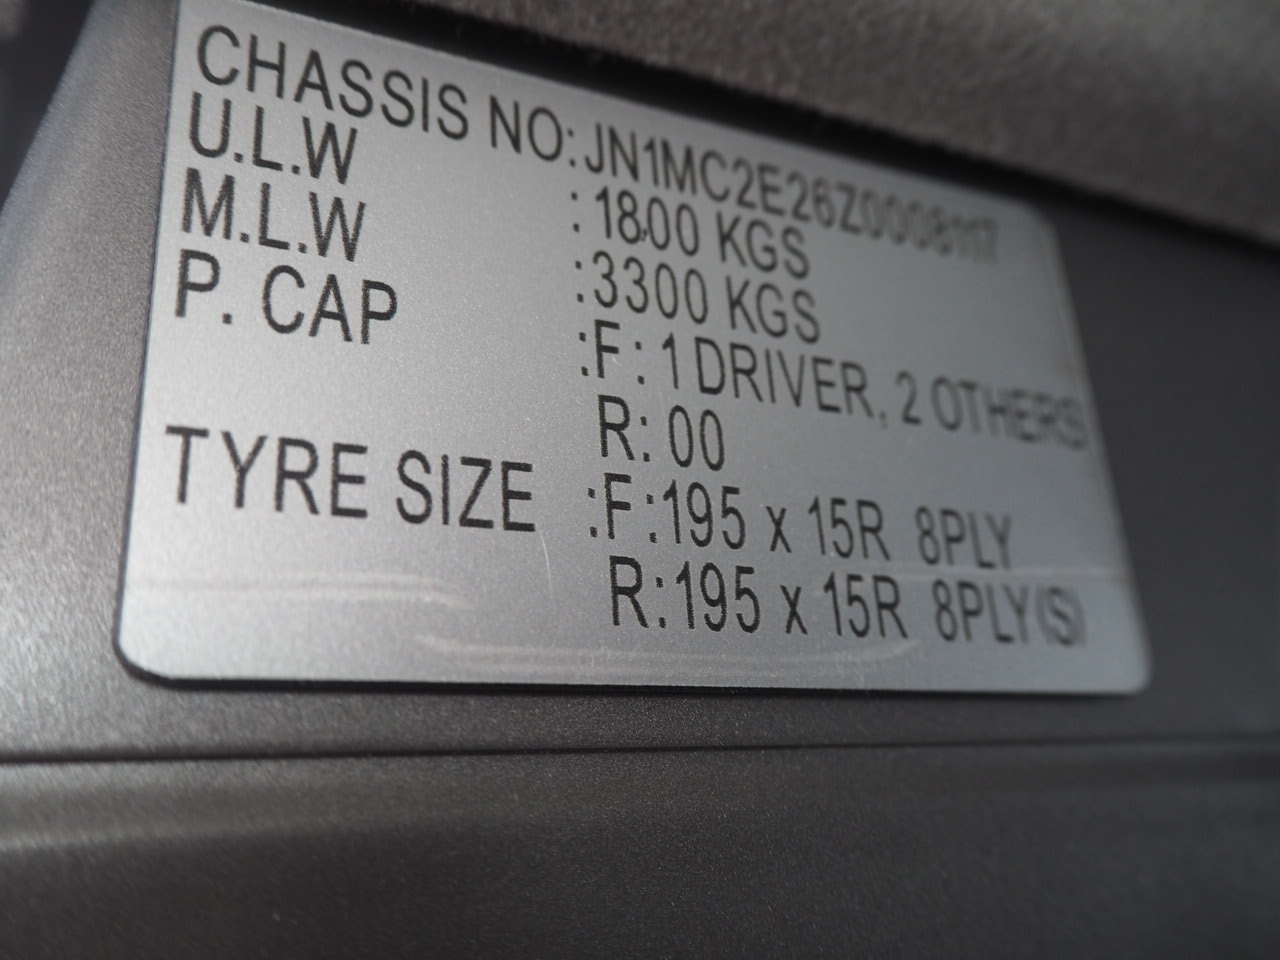 CHASSIS NO: JN1MC2E26Z0008117
U.L.W : 1800 KGS
M.L.W : 3300 KGS
P. CAP : F : 1 DRIVER, 2 OTHERS
R: 00
TYRE SIZE : F : 195 x 15R 8PLY
R : 195 x 15R 8PLY(S)